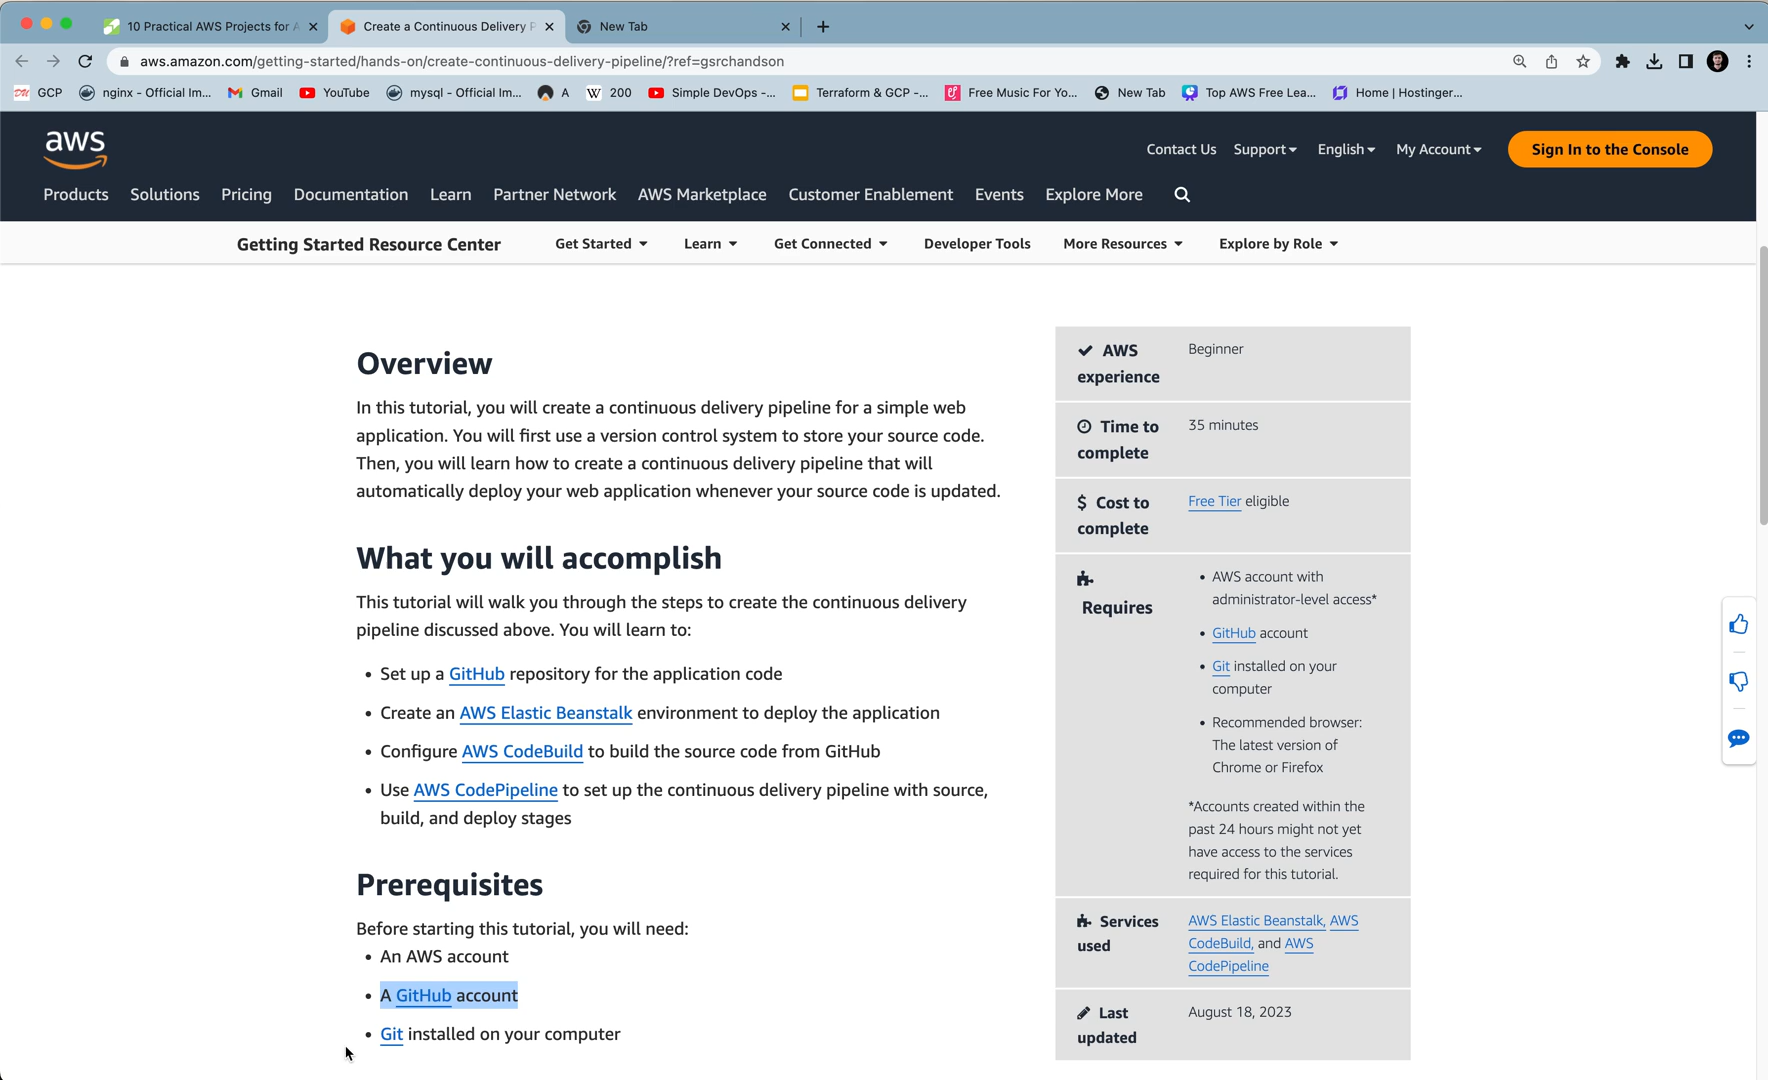 10 Practical AWS Projects for A
Create a Continuous Delivery P
New Tab
aws.amazon.com/getting-started/hands-on/create-continuous-delivery-pipeline/?ref=gsrchandson
GCP
nginx - Official Im...
Gmail
YouTube
mysql - Official Im...
A
W 200
Simple DevOps -...
Terraform & GCP -...
Free Music For Yo...
New Tab
Top AWS Free Lea...
Home | Hostinger...
aws
Contact Us
Support
English
My Account
Sign In to the Console
Products
Solutions
Pricing
Documentation
Learn
Partner Network
AWS Marketplace
Customer Enablement
Events
Explore More
Getting Started Resource Center
Get Started
Learn
Get Connected
Developer Tools
More Resources
Explore by Role
Overview
In this tutorial, you will create a continuous delivery pipeline for a simple web
application. You will first use a version control system to store your source code.
Then, you will learn how to create a continuous delivery pipeline that will
automatically deploy your web application whenever your source code is updated.
What you will accomplish
This tutorial will walk you through the steps to create the continuous delivery
pipeline discussed above. You will learn to:
• Set up a GitHub repository for the application code
• Create an AWS Elastic Beanstalk environment to deploy the application
• Configure AWS CodeBuild to build the source code from GitHub
• Use AWS CodePipeline to set up the continuous delivery pipeline with source,
build, and deploy stages
Prerequisites
Before starting this tutorial, you will need:
• An AWS account
• A GitHub account
• Git installed on your computer
AWS
experience
Beginner
Time to
complete
35 minutes
$ Cost to
complete
Free Tier eligible
Requires
• AWS account with
administrator-level access*
• GitHub account
• Git installed on your
computer
• Recommended browser:
The latest version of
Chrome or Firefox
*Accounts created within the
past 24 hours might not yet
have access to the services
required for this tutorial.
Services
used
AWS Elastic Beanstalk, AWS
CodeBuild, and AWS
CodePipeline
Last
updated
August 18, 2023